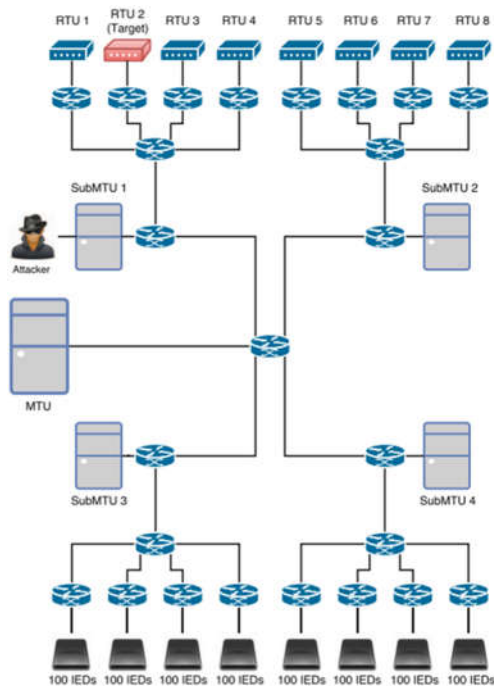 RTU 1 RTU 2 RTU 3 RTU 4 RTU 5 RTU 6 RTU 7 RTU 8
(Target)
SubMTU 1 SubMTU 2
Attacker
MTU
SubMTU 3 SubMTU 4
100 IEDs 100 IEDs 100 IEDs 100 IEDs 100 IEDs 100 IEDs 100 IEDs 100 IEDs